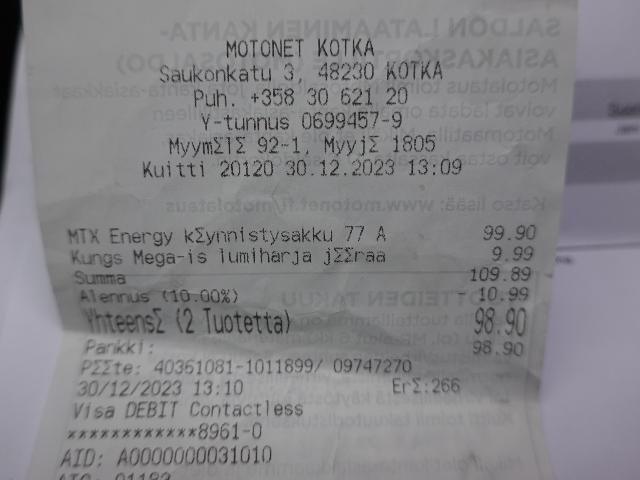 MOTONET KOTKA
Saukonkatu 3, 48230 KOTKA
Puh. +358 30 621 20
Y-tunnus 0699457-9
MyymΣlΣ 92-1, MyyjΣ 1805
Kuitti 20120 30.12.2023 13:09
MTX Energy kΣynnistysakku 77 A 99.90
Kungs Mega-is lumiharja jΣΣraa 9.99
Summa 109.89
Alennus (10.00%) - 10.99
YhteensΣ (2 Tuotetta) 98.90
Pankki: 98.90
PΣΣte: 40361081-1011899/ 09747270
30/12/2023 13:10 ErΣ:266
Visa DEBIT Contactless
************8961-0
AID: A0000000031010